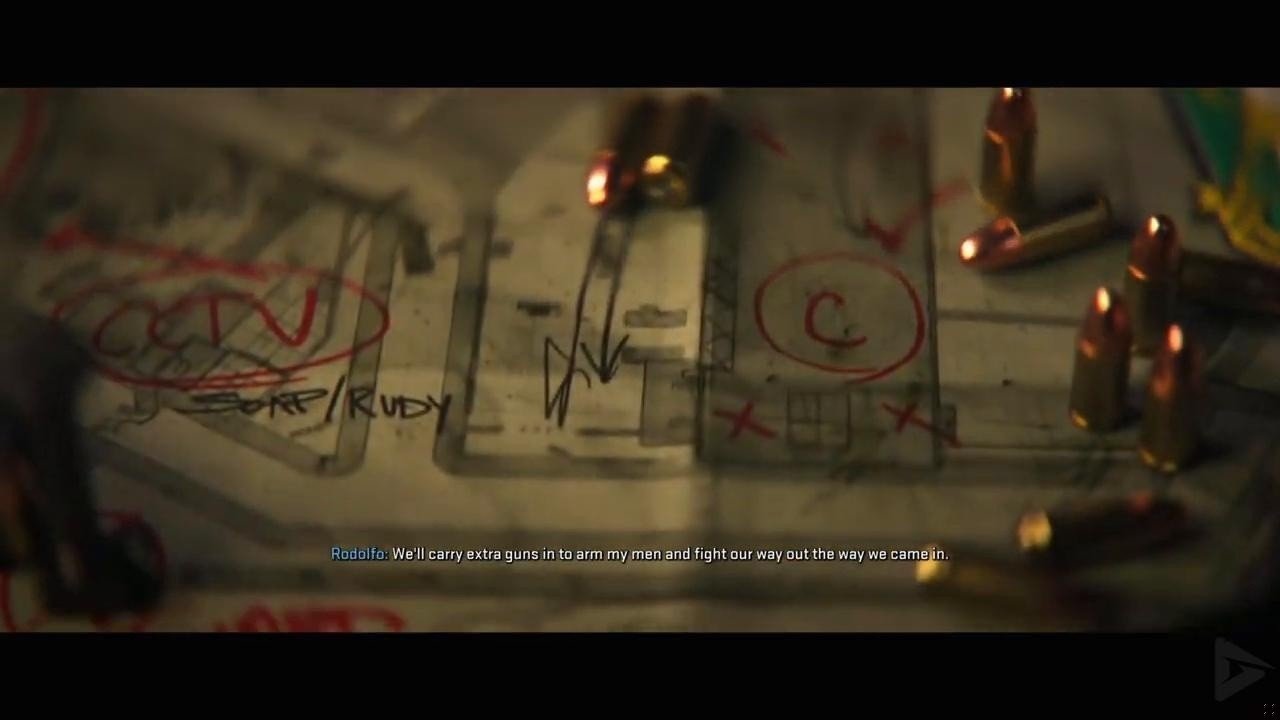 CCTV
C
SOAP/RUDY
Rodolfo: We'll carry extra guns in to arm my men and fight our way out the way we came in.